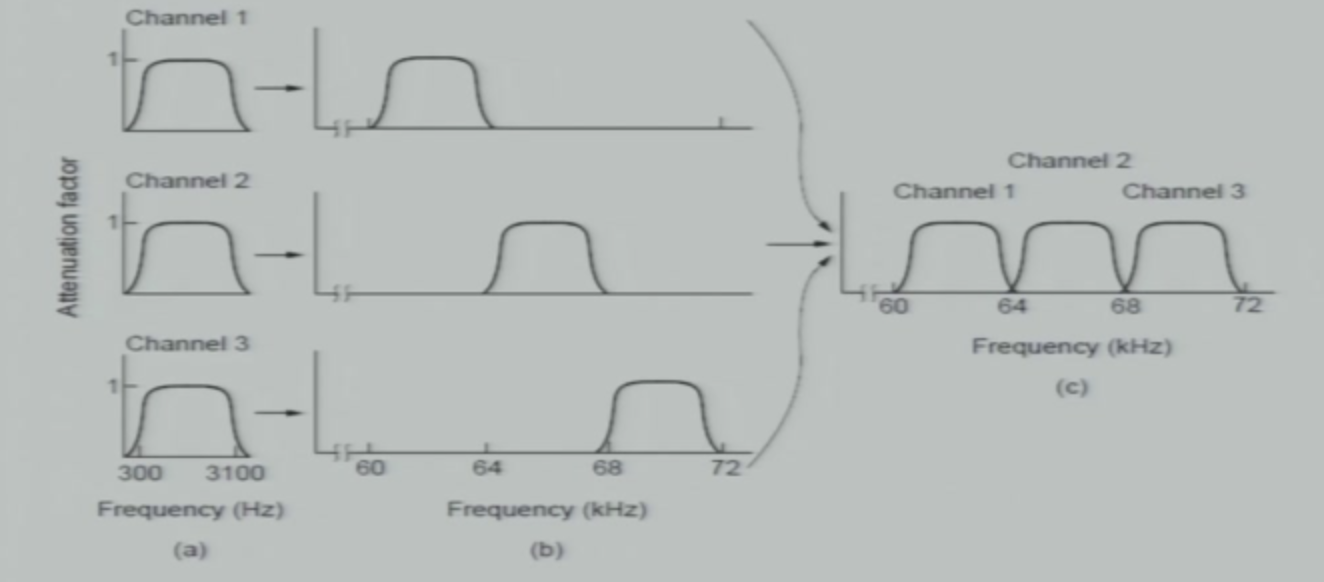 Channel 1
1
Channel 2
1
Channel 3
1
Attenuation factor
300 3100
Frequency (Hz)
(a)
60 64 68 72
Frequency (kHz)
(b)
Channel 2
Channel 1 Channel 3
60 64 68 72
Frequency (kHz)
(c)